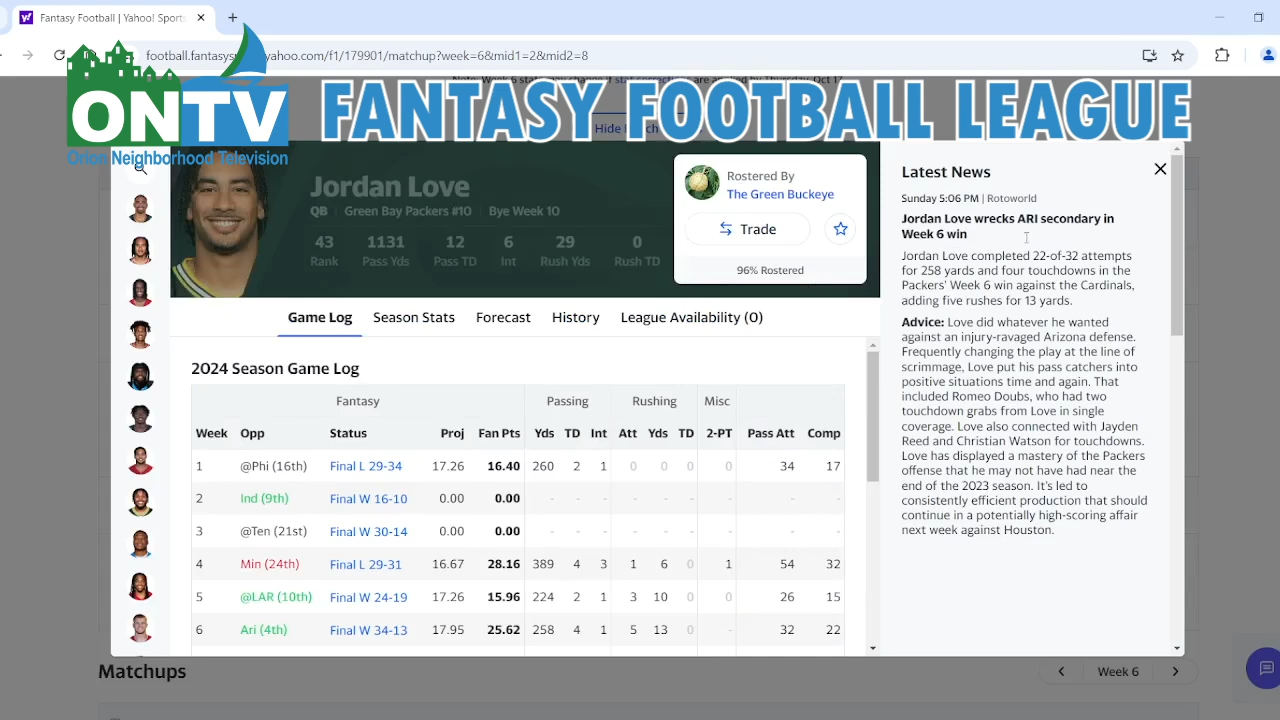 Fantasy Football | Yahoo! Sports
football.fantasysp yahoo.com/f1/179901/matchup?week=6&mid1=2&mid2=8
ONTV
Orion Neighborhood Television
FANTASY FOOTBALL LEAGUE
Jordan Love
QB | Green Bay Packers #10 | Bye Week 10
43 1131 12 6 29 0
Rank Pass Yds Pass TD Int Rush Yds Rush TD
Rostered By
The Green Buckeye
Trade
96% Rostered
Game Log Season Stats Forecast History League Availability (0)
2024 Season Game Log
Fantasy Passing Rushing Misc
Week Opp Status Proj Fan Pts Yds TD Int Att Yds TD 2-PT Pass Att Comp
1 @Phi (16th) Final L 29-34 17.26 16.40 260 2 1 0 0 0 0 34 17
2 Ind (9th) Final W 16-10 0.00 0.00 - - - - - - - - -
3 @Ten (21st) Final W 30-14 0.00 0.00 - - - - - - - - -
4 Min (24th) Final L 29-31 16.67 28.16 389 4 3 1 6 0 1 54 32
5 @LAR (10th) Final W 24-19 17.26 15.96 224 2 1 3 10 0 0 26 15
6 Ari (4th) Final W 34-13 17.95 25.62 258 4 1 5 13 0 - 32 22
Latest News
Sunday 5:06 PM | Rotoworld
Jordan Love wrecks ARI secondary in
Week 6 win
Jordan Love completed 22-of-32 attempts
for 258 yards and four touchdowns in the
Packers' Week 6 win against the Cardinals,
adding five rushes for 13 yards.
Advice: Love did whatever he wanted
against an injury-ravaged Arizona defense.
Frequently changing the play at the line of
scrimmage, Love put his pass catchers into
positive situations time and again. That
included Romeo Doubs, who had two
touchdown grabs from Love in single
coverage. Love also connected with Jayden
Reed and Christian Watson for touchdowns.
Love has displayed a mastery of the Packers
offense that he may not have had near the
end of the 2023 season. It's led to
consistently efficient production that should
continue in a potentially high-scoring affair
next week against Houston.
Matchups
Week 6